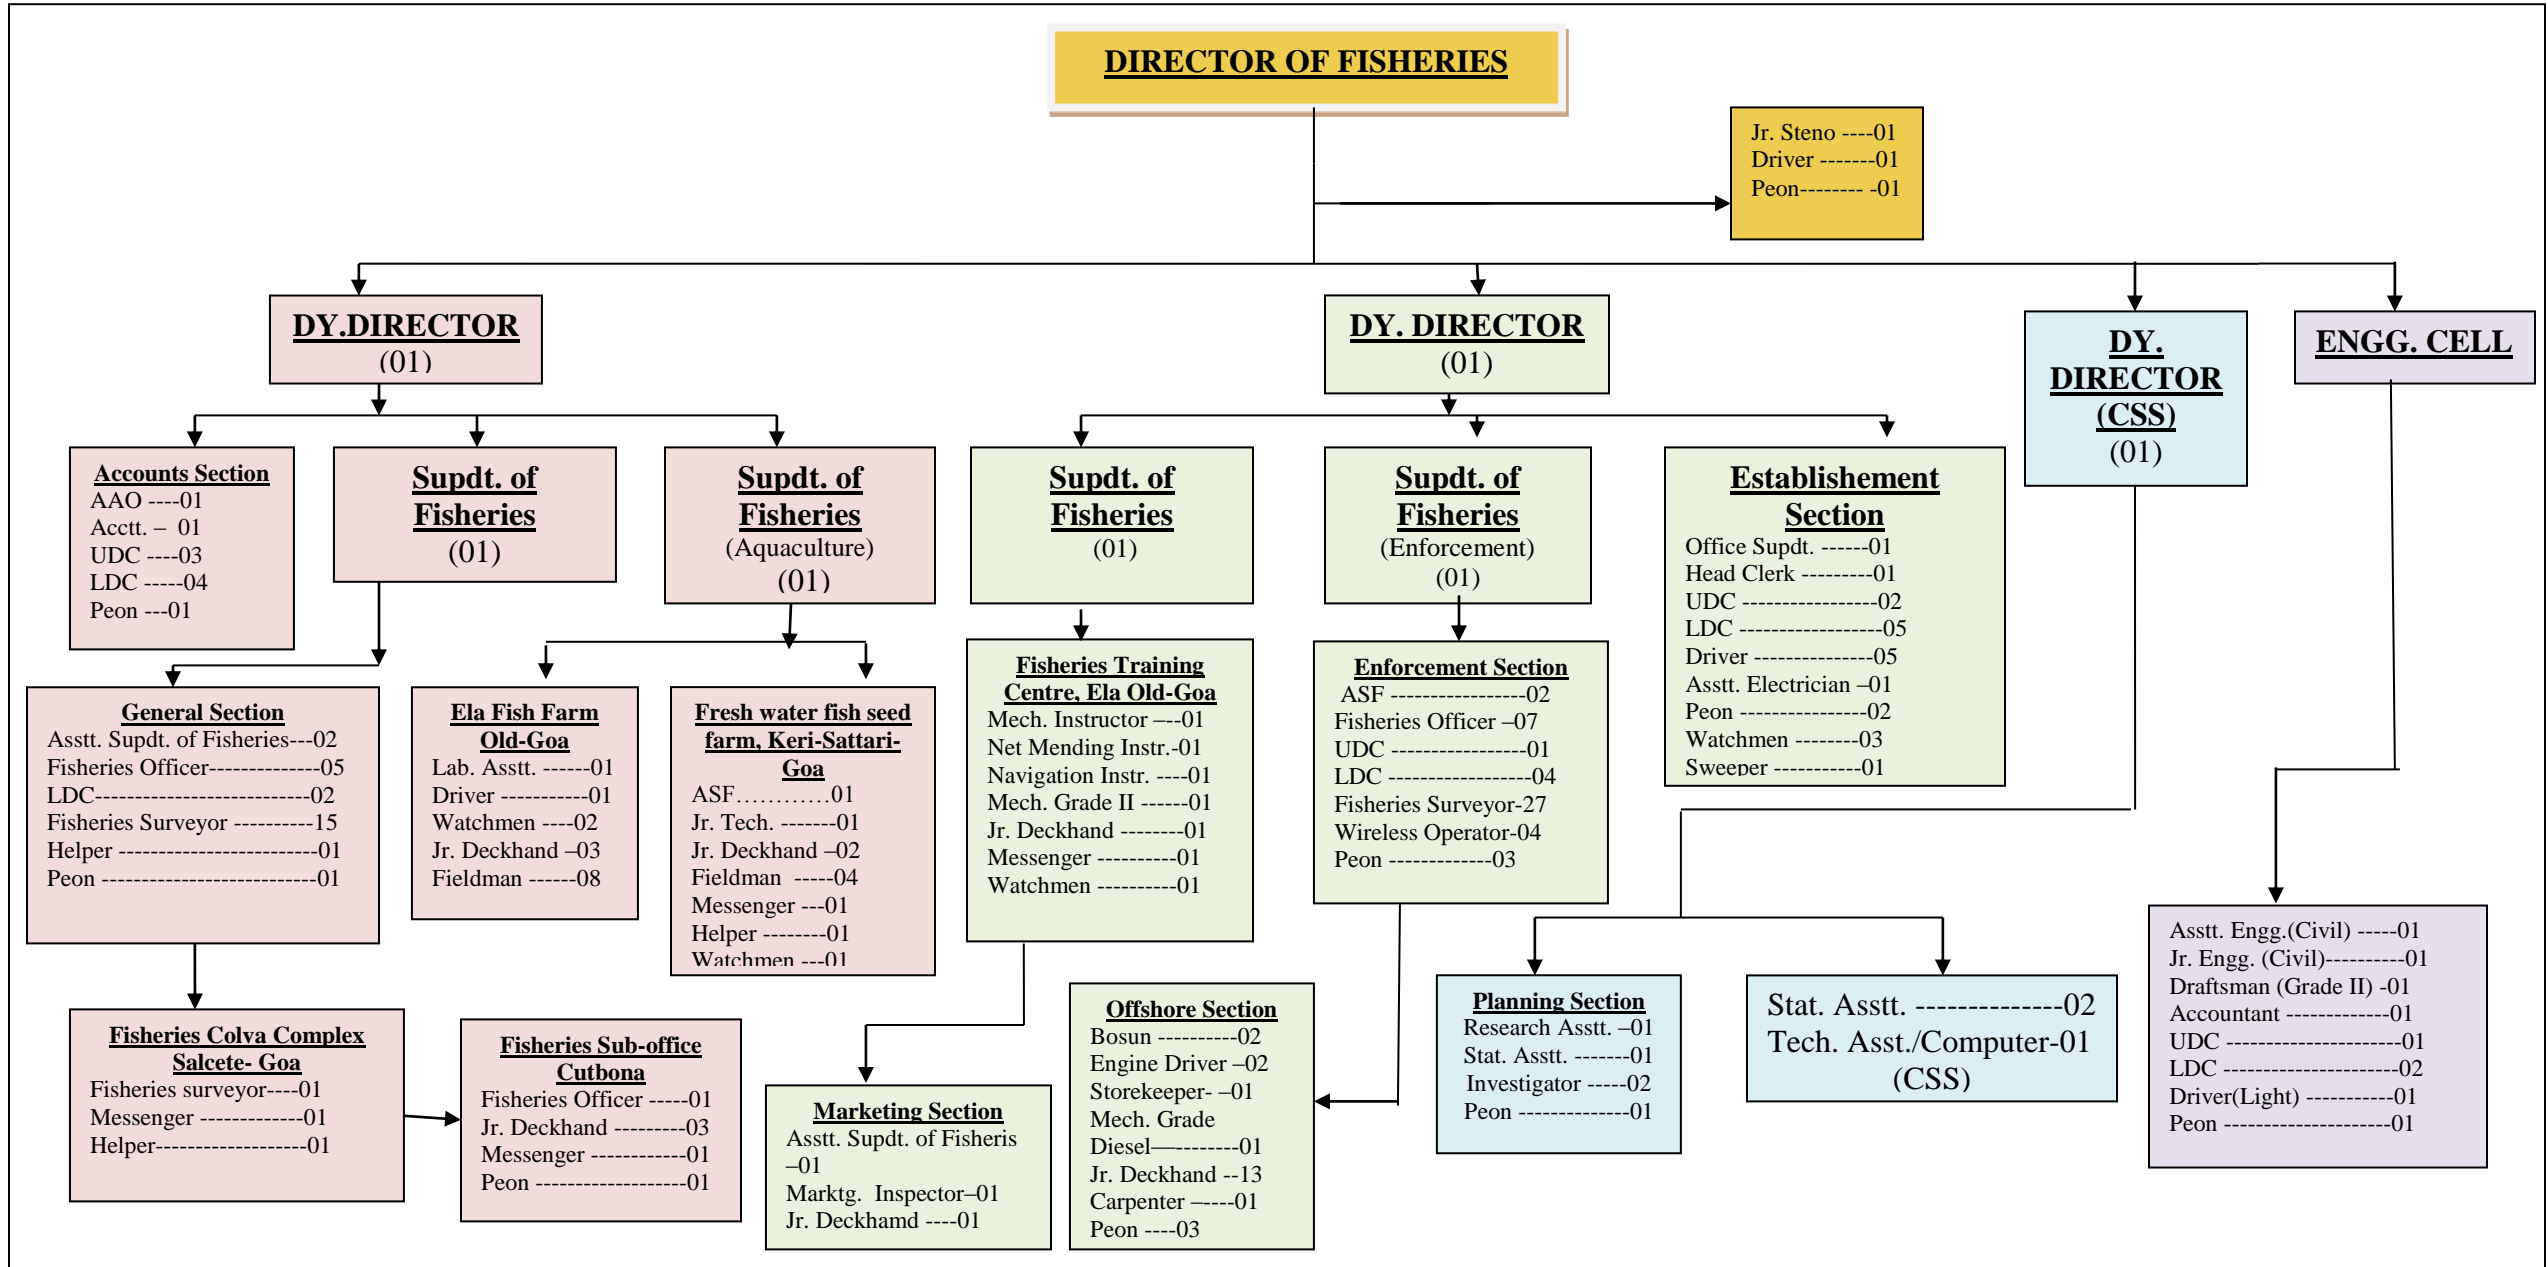 DIRECTOR OF FISHERIES
Jr. Steno ----01
Driver -------01
Peon-------- -01
DY.DIRECTOR
(01)
DY. DIRECTOR
(01)
DY.
DIRECTOR
(CSS)
(01)
ENGG. CELL
Accounts Section
AAO ----01
Acctt. – 01
UDC ----03
LDC -----04
Peon ---01
Supdt. of
Fisheries
(01)
Supdt. of
Fisheries
(Aquaculture)
(01)
Supdt. of
Fisheries
(01)
Supdt. of
Fisheries
(Enforcement)
(01)
Establishement
Section
Office Supdt. ------01
Head Clerk ---------01
UDC -----------------02
LDC ------------------05
Driver ---------------05
Asstt. Electrician –01
Peon ----------------02
Watchmen --------03
Sweeper -----------01
General Section
Asstt. Supdt. of Fisheries---02
Fisheries Officer--------------05
LDC---------------------------02
Fisheries Surveyor ----------15
Helper -------------------------01
Peon ---------------------------01
Ela Fish Farm
Old-Goa
Lab. Asstt. ------01
Driver -----------01
Watchmen ----02
Jr. Deckhand –03
Fieldman ------08
Fresh water fish seed
farm, Keri-Sattari-
Goa
ASF…………01
Jr. Tech. -------01
Jr. Deckhand –02
Fieldman -----04
Messenger ---01
Helper --------01
Watchmen ---01
Fisheries Training
Centre, Ela Old-Goa
Mech. Instructor –--01
Net Mending Instr.-01
Navigation Instr. ----01
Mech. Grade II ------01
Jr. Deckhand --------01
Messenger ----------01
Watchmen ----------01
Enforcement Section
ASF -----------------02
Fisheries Officer –07
UDC -----------------01
LDC ------------------04
Fisheries Surveyor-27
Wireless Operator-04
Peon -------------03
Fisheries Colva Complex
Salcete- Goa
Fisheries surveyor----01
Messenger -----------01
Helper-------------------01
Fisheries Sub-office
Cutbona
Fisheries Officer -----01
Jr. Deckhand ---------03
Messenger ------------01
Peon -------------------01
Marketing Section
Asstt. Supdt. of Fisheris
–01
Marktg. Inspector–01
Jr. Deckhamd ----01
Offshore Section
Bosun ----------02
Engine Driver –02
Storekeeper- –01
Mech. Grade
Diesel—--------01
Jr. Deckhand --13
Carpenter –----01
Peon ----03
Planning Section
Research Asstt. –01
Stat. Asstt. -------01
Investigator -----02
Peon --------------01
Stat. Asstt. --------------02
Tech. Asst./Computer-01
(CSS)
Asstt. Engg.(Civil) -----01
Jr. Engg. (Civil)----------01
Draftsman (Grade II) -01
Accountant -------------01
UDC ----------------------01
LDC ----------------------02
Driver(Light) -----------01
Peon ---------------------01